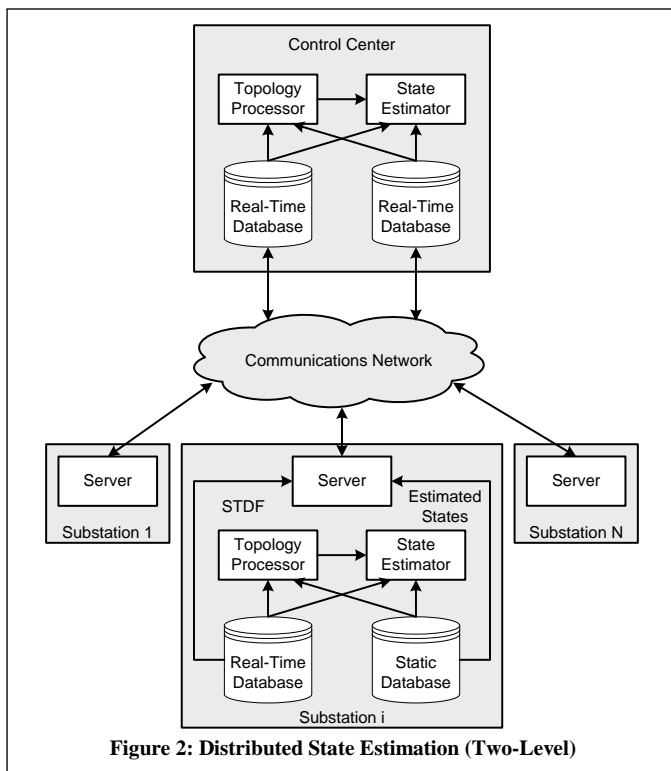 Control Center
Topology
Processor
State
Estimator
Real-Time
Database
Real-Time
Database
Communications Network
Server
Substation 1
Server
STDF
Estimated
States
Topology
Processor
State
Estimator
Real-Time
Database
Static
Database
Substation i
Server
Substation N
Figure 2: Distributed State Estimation (Two-Level)